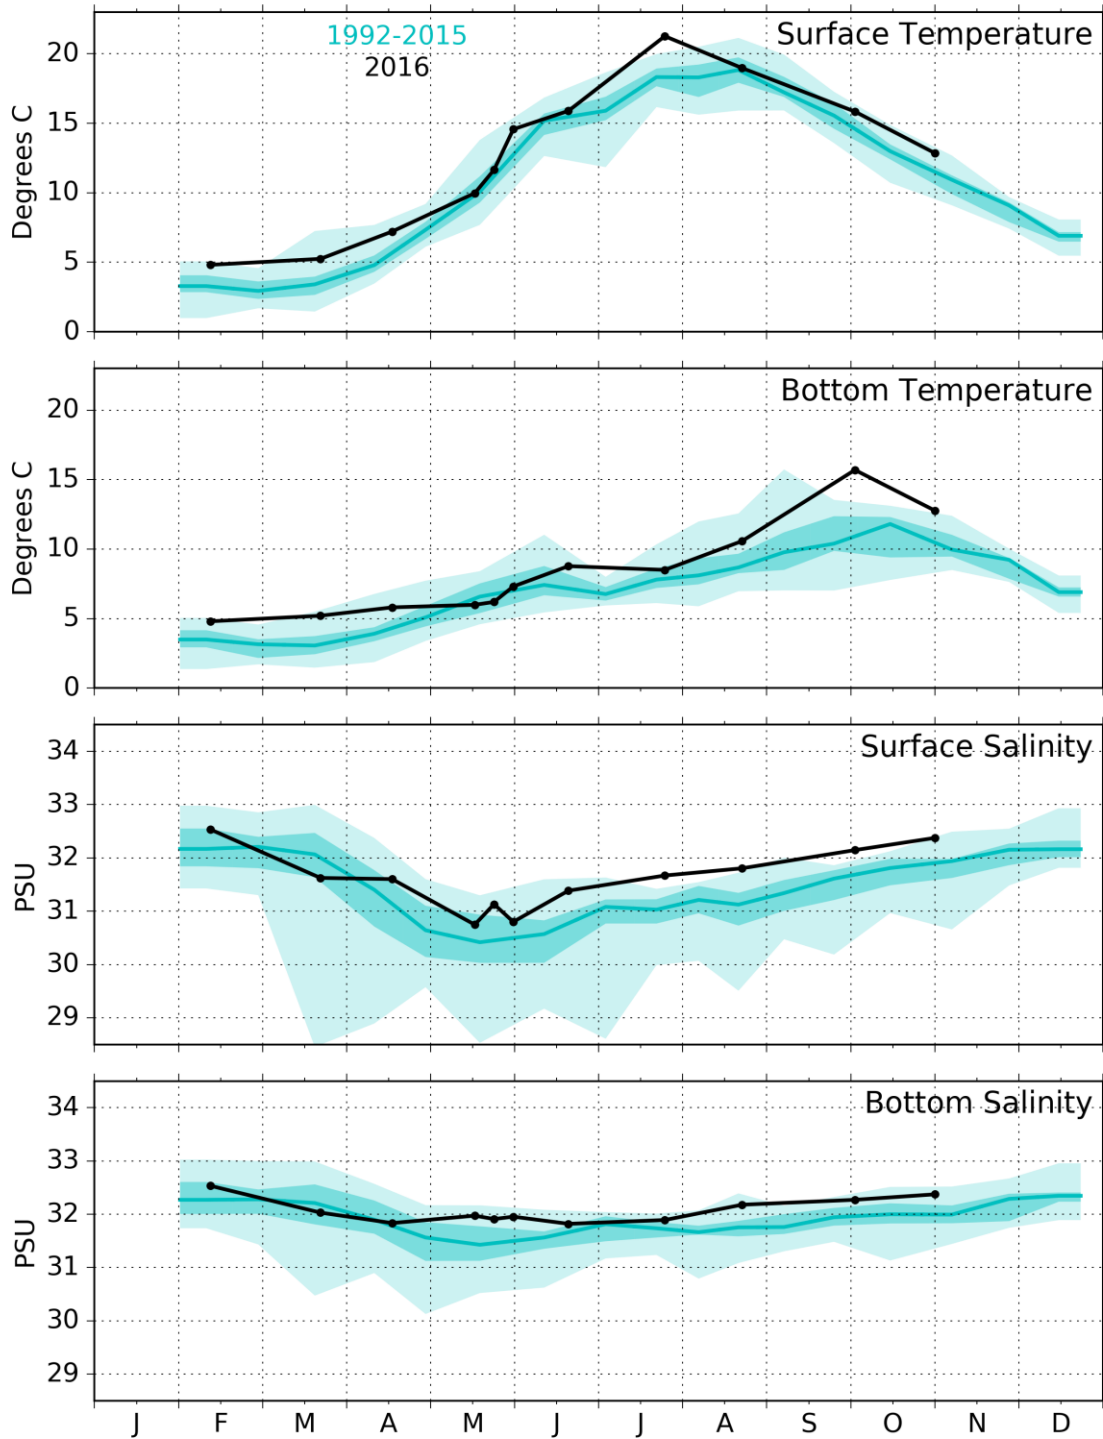 1992-2015
2016
Surface Temperature
Degrees C
20
15
10
5
0
Bottom Temperature
Degrees C
20
15
10
5
0
Surface Salinity
PSU
34
33
32
31
30
29
Bottom Salinity
PSU
34
33
32
31
30
29
J F M A M J J A S O N D